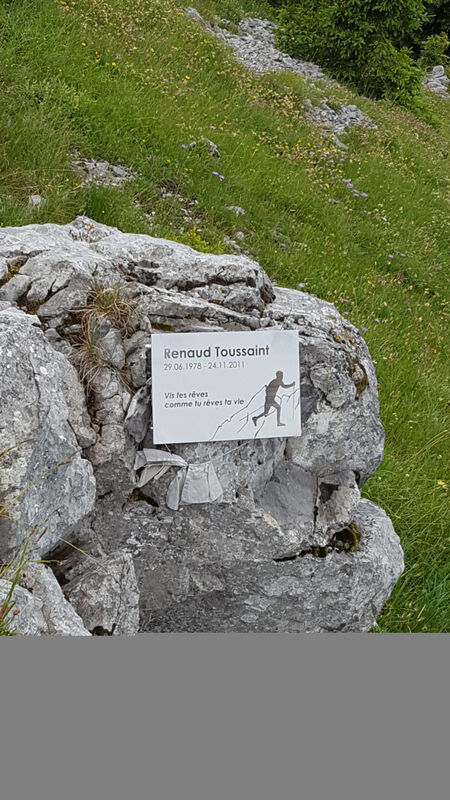 Renaud Toussaint
29.06.1978 - 24.11.2011
Vis tes rêves
comme tu rêves ta vie